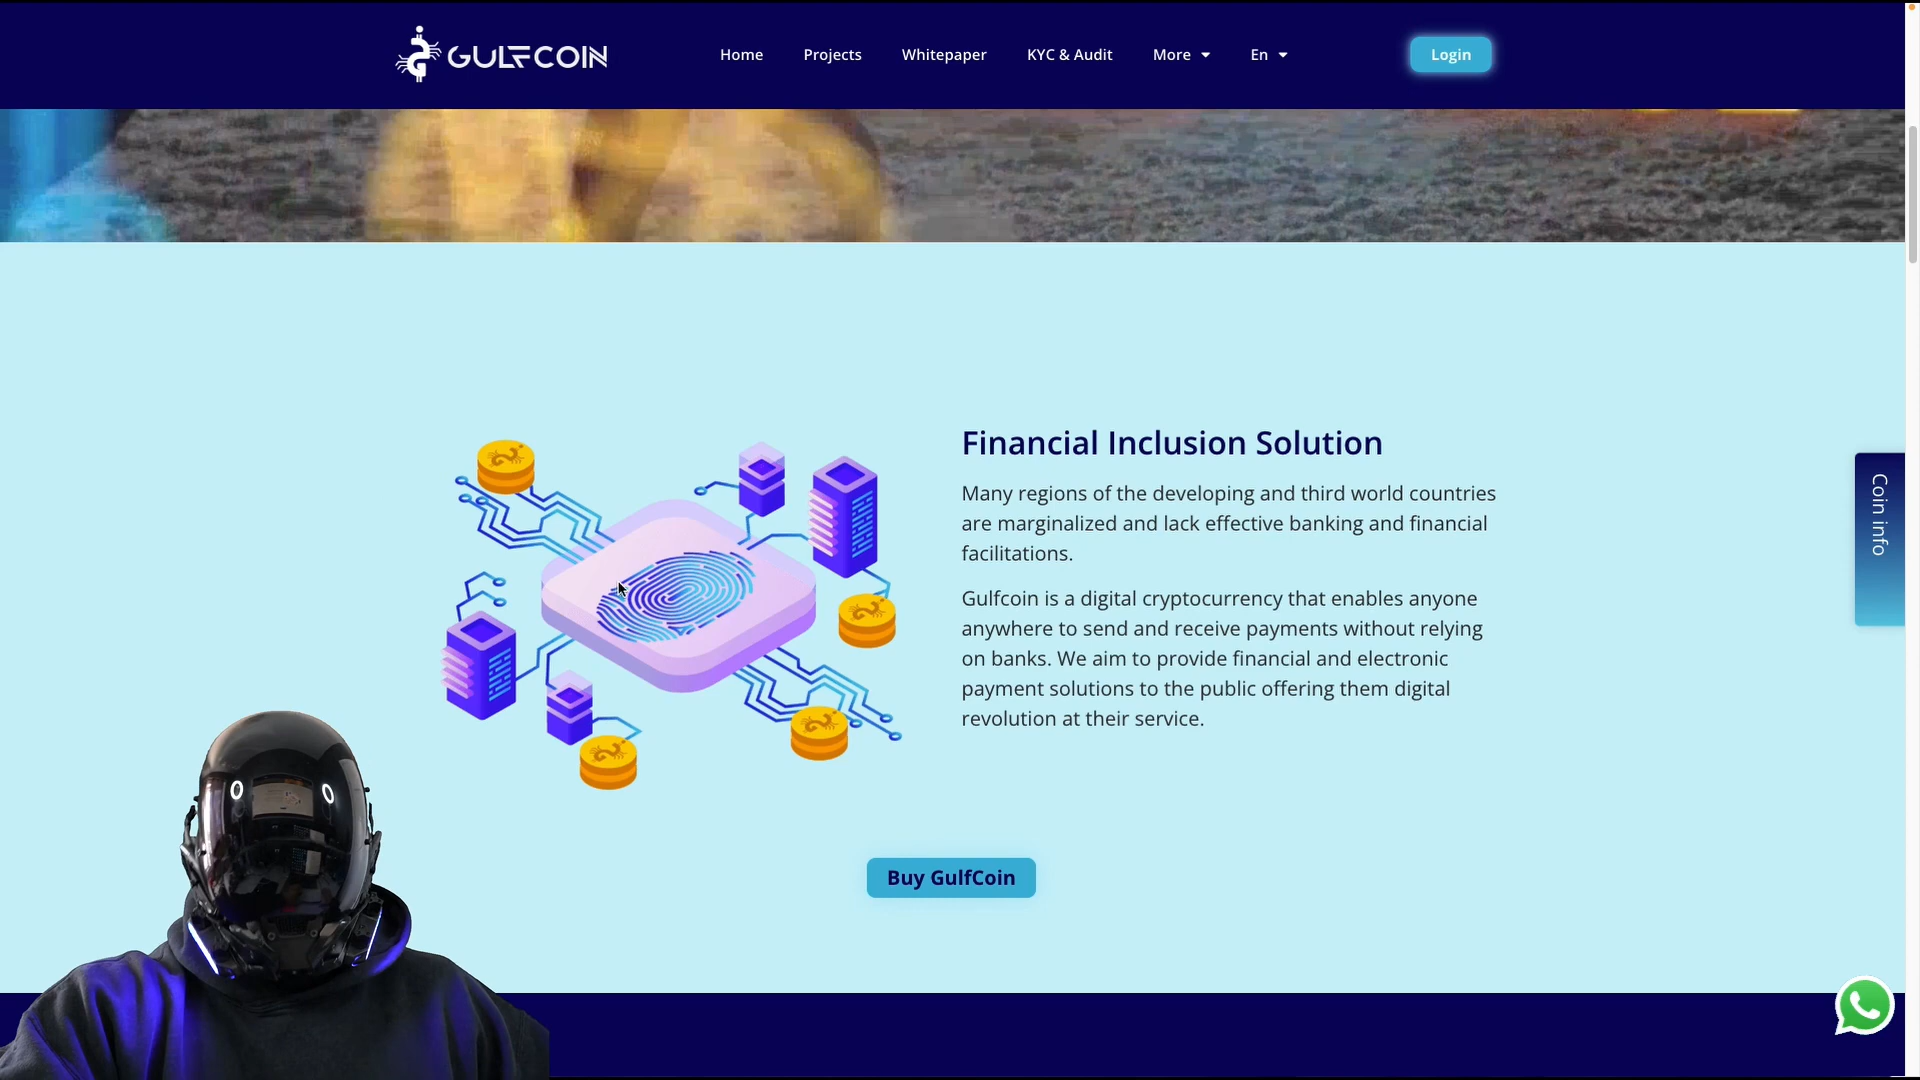 GULFCOIN
Home
Projects
Whitepaper
KYC & Audit
More
En
Login
Financial Inclusion Solution
Many regions of the developing and third world countries
are marginalized and lack effective banking and financial
facilitations.
Gulfcoin is a digital cryptocurrency that enables anyone
anywhere to send and receive payments without relying
on banks. We aim to provide financial and electronic
payment solutions to the public offering them digital
revolution at their service.
Coin info
Buy GulfCoin